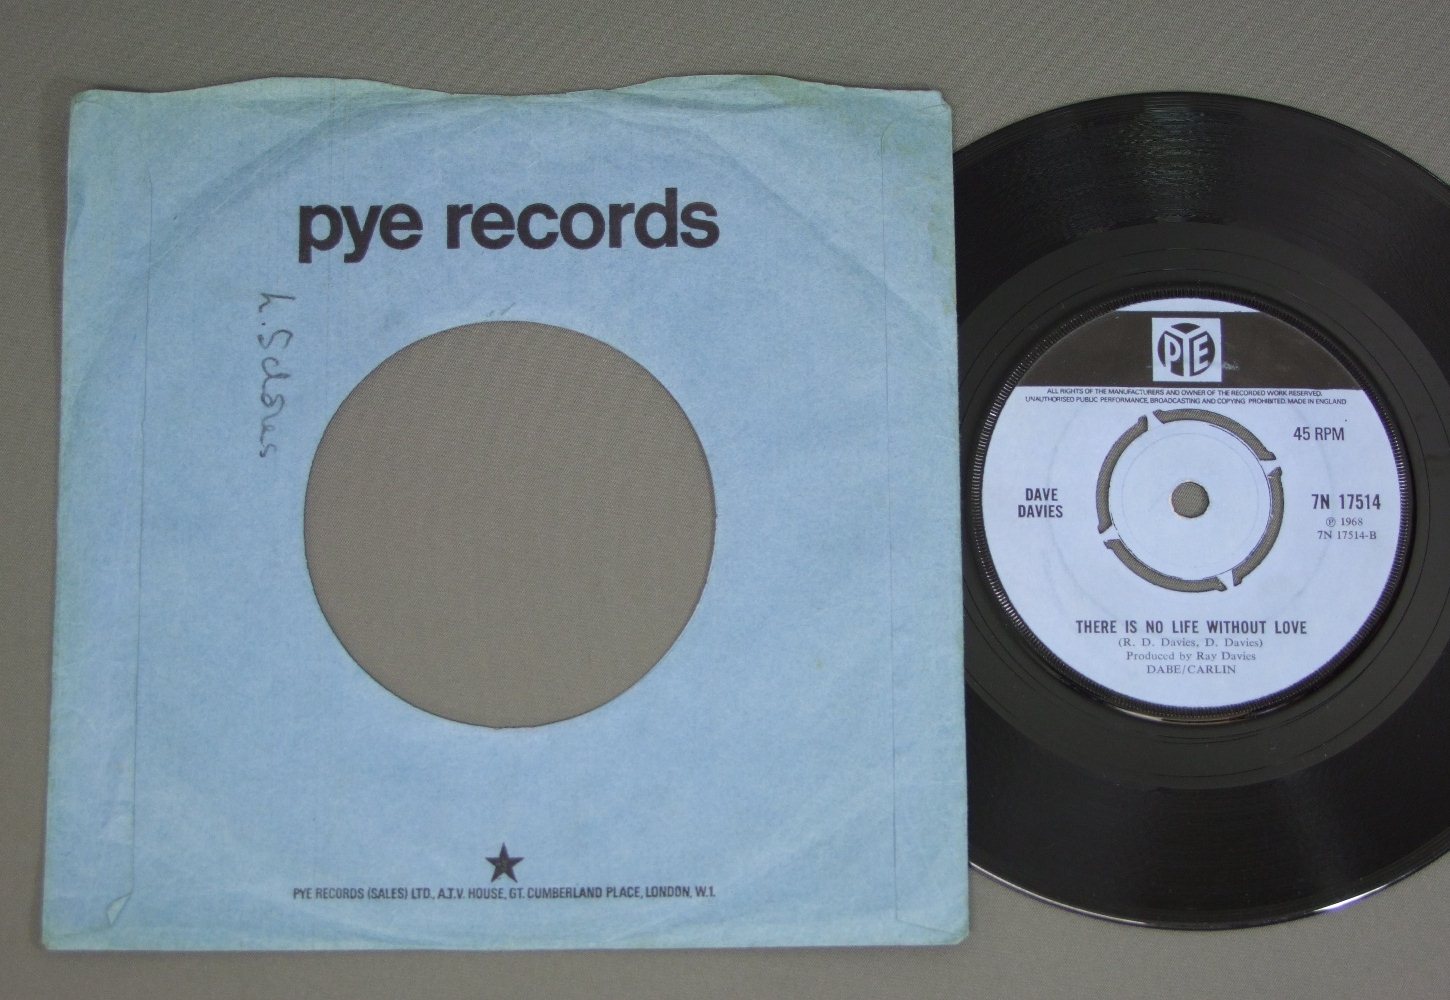 pye records
PYE RECORDS (SALES) LTD., A.T.V. HOUSE, GT. CUMBERLAND PLACE, LONDON, W.1.
PYE
ALL RIGHTS OF THE MANUFACTURERS AND OWNER OF THE RECORDED WORK RESERVED.
UNAUTHORISED PUBLIC PERFORMANCE, BROADCASTING AND COPYING PROHIBITED. MADE IN ENGLAND
45 RPM
DAVE
DAVIES
7N 17514
℗ 1968
7N 17514-B
THERE IS NO LIFE WITHOUT LOVE
(R. D. Davies, D. Davies)
Produced by Ray Davies
DABE/CARLIN